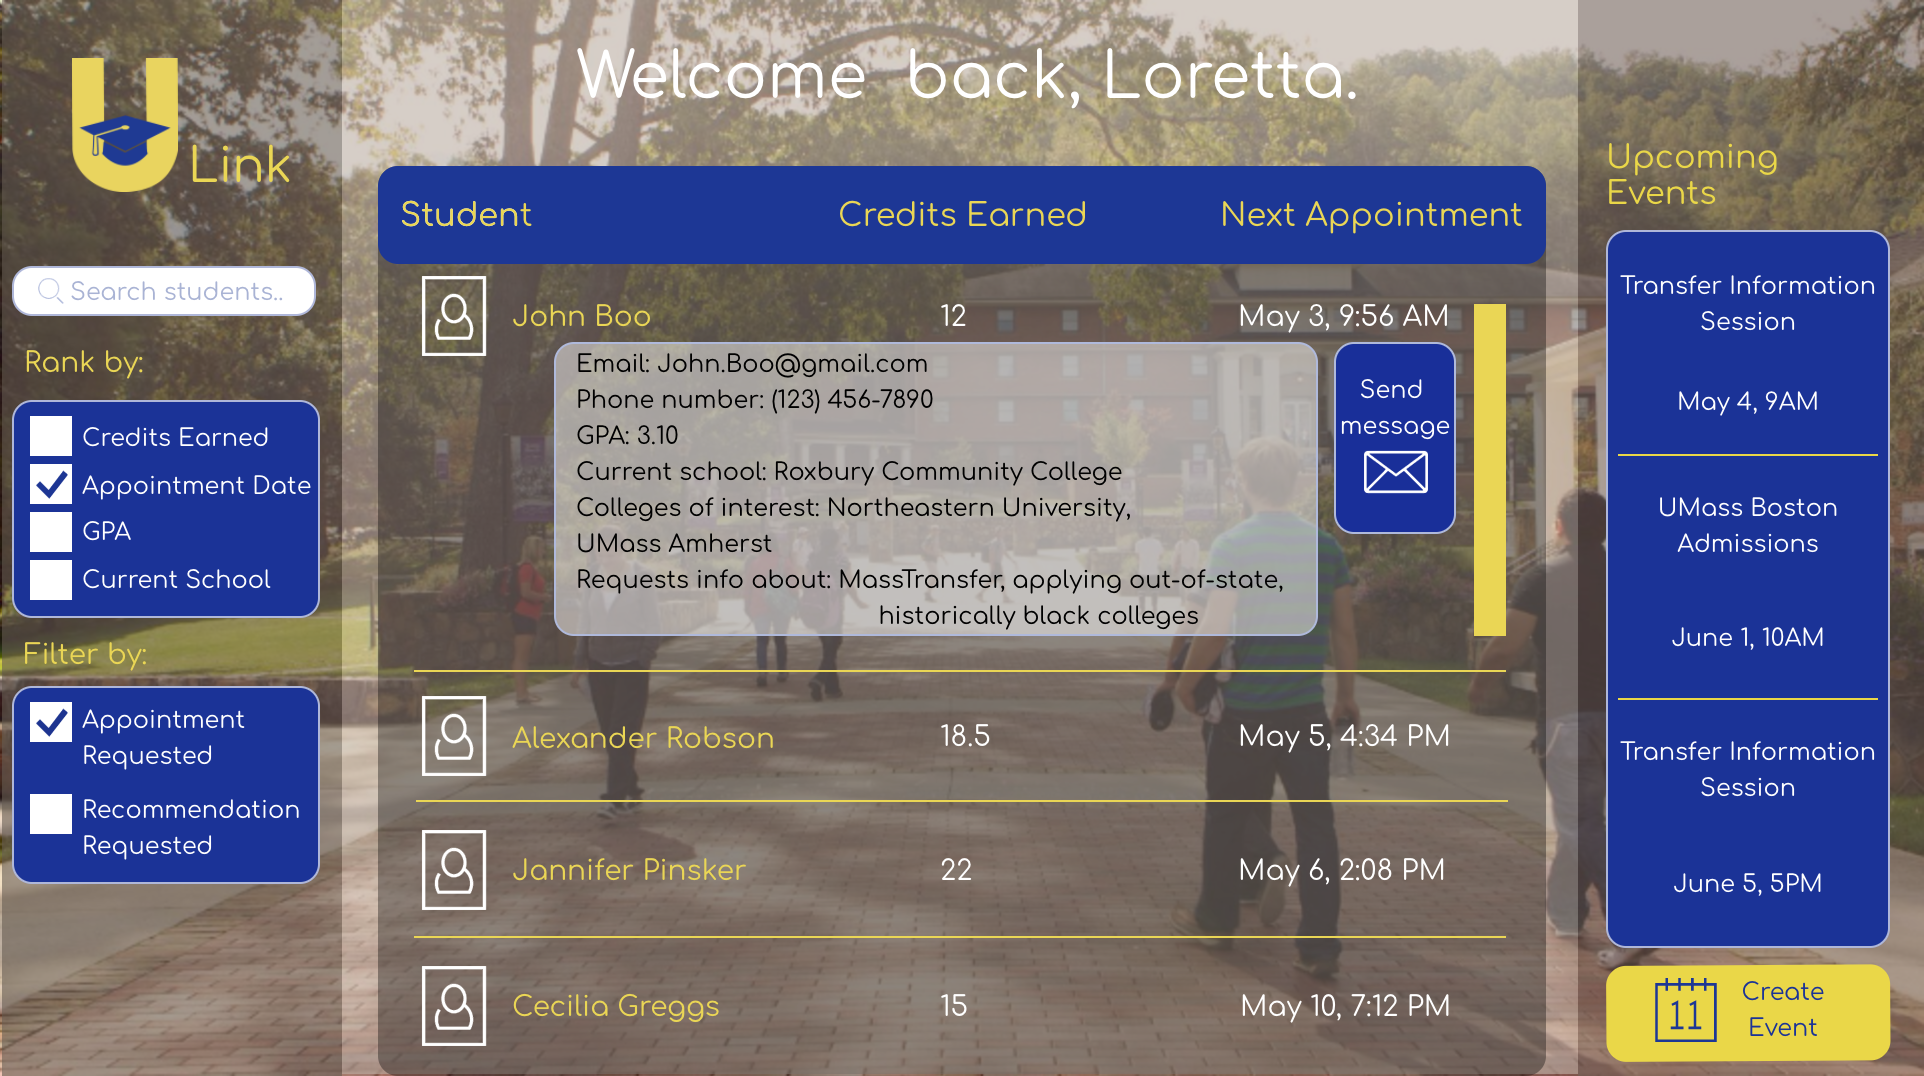 U Link
Search students..
Rank by:
Credits Earned
Appointment Date
GPA
Current School
Filter by:
Appointment
Requested
Recommendation
Requested
Welcome back, Loretta.
Student Credits Earned Next Appointment
John Boo 12 May 3, 9:56 AM
Email: John.Boo@gmail.com
Phone number: (123) 456-7890
GPA: 3.10
Current school: Roxbury Community College
Colleges of interest: Northeastern University,
UMass Amherst
Requests info about: MassTransfer, applying out-of-state,
historically black colleges
Send
message
Alexander Robson 18.5 May 5, 4:34 PM
Jannifer Pinsker 22 May 6, 2:08 PM
Cecilia Greggs 15 May 10, 7:12 PM
Upcoming
Events
Transfer Information
Session
May 4, 9AM
UMass Boston
Admissions
June 1, 10AM
Transfer Information
Session
June 5, 5PM
11
Create
Event